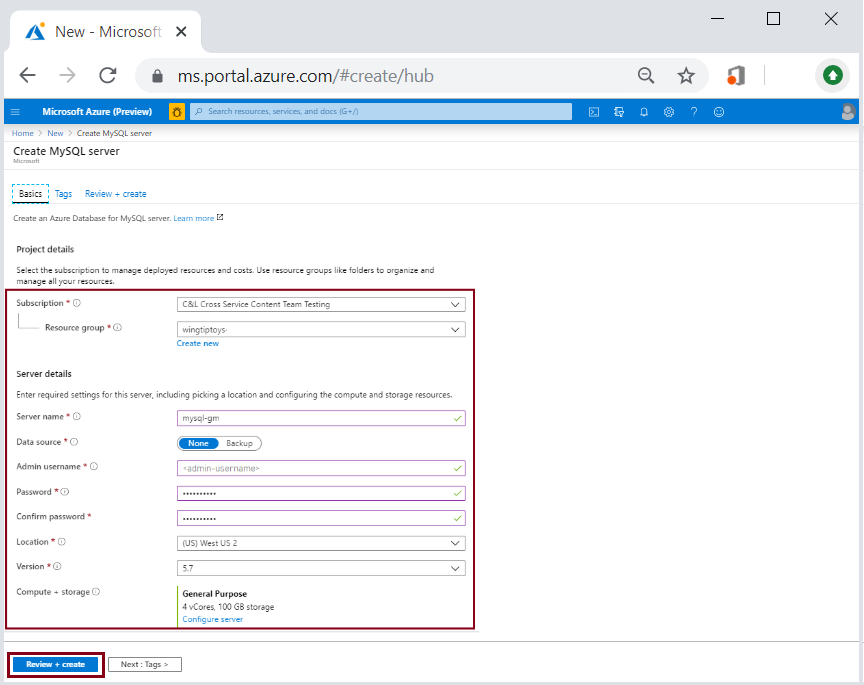 New - Microsoft
ms.portal.azure.com/#create/hub
Microsoft Azure (Preview)
Search resources, services, and docs (G+/)
Home > New > Create MySQL server
Create MySQL server
Microsoft
Basics Tags Review + create
Create an Azure Database for MySQL server. Learn more
Project details
Select the subscription to manage deployed resources and costs. Use resource groups like folders to organize and
manage all your resources.
Subscription * C&L Cross Service Content Team Testing
Resource group * wingtiptoys-
Create new
Server details
Enter required settings for this server, including picking a location and configuring the compute and storage resources.
Server name * mysql-gm
Data source * None Backup
Admin username * <admin-username>
Password * ••••••••••
Confirm password * ••••••••••
Location * (US) West US 2
Version * 5.7
Compute + storage General Purpose
4 vCores, 100 GB storage
Configure server
Review + create Next : Tags >